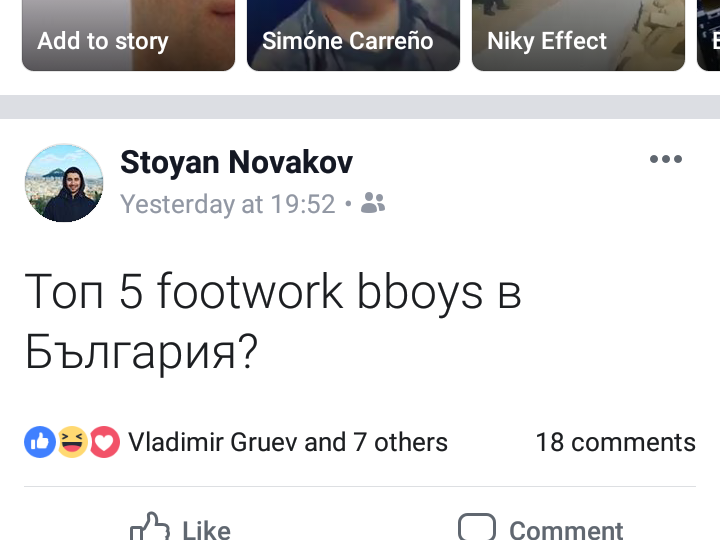 Add to story
Simóne Carreño
Niky Effect
Stoyan Novakov
Yesterday at 19:52 •
Топ 5 footwork bboys в
България?
Vladimir Gruev and 7 others
18 comments
Like
Comment